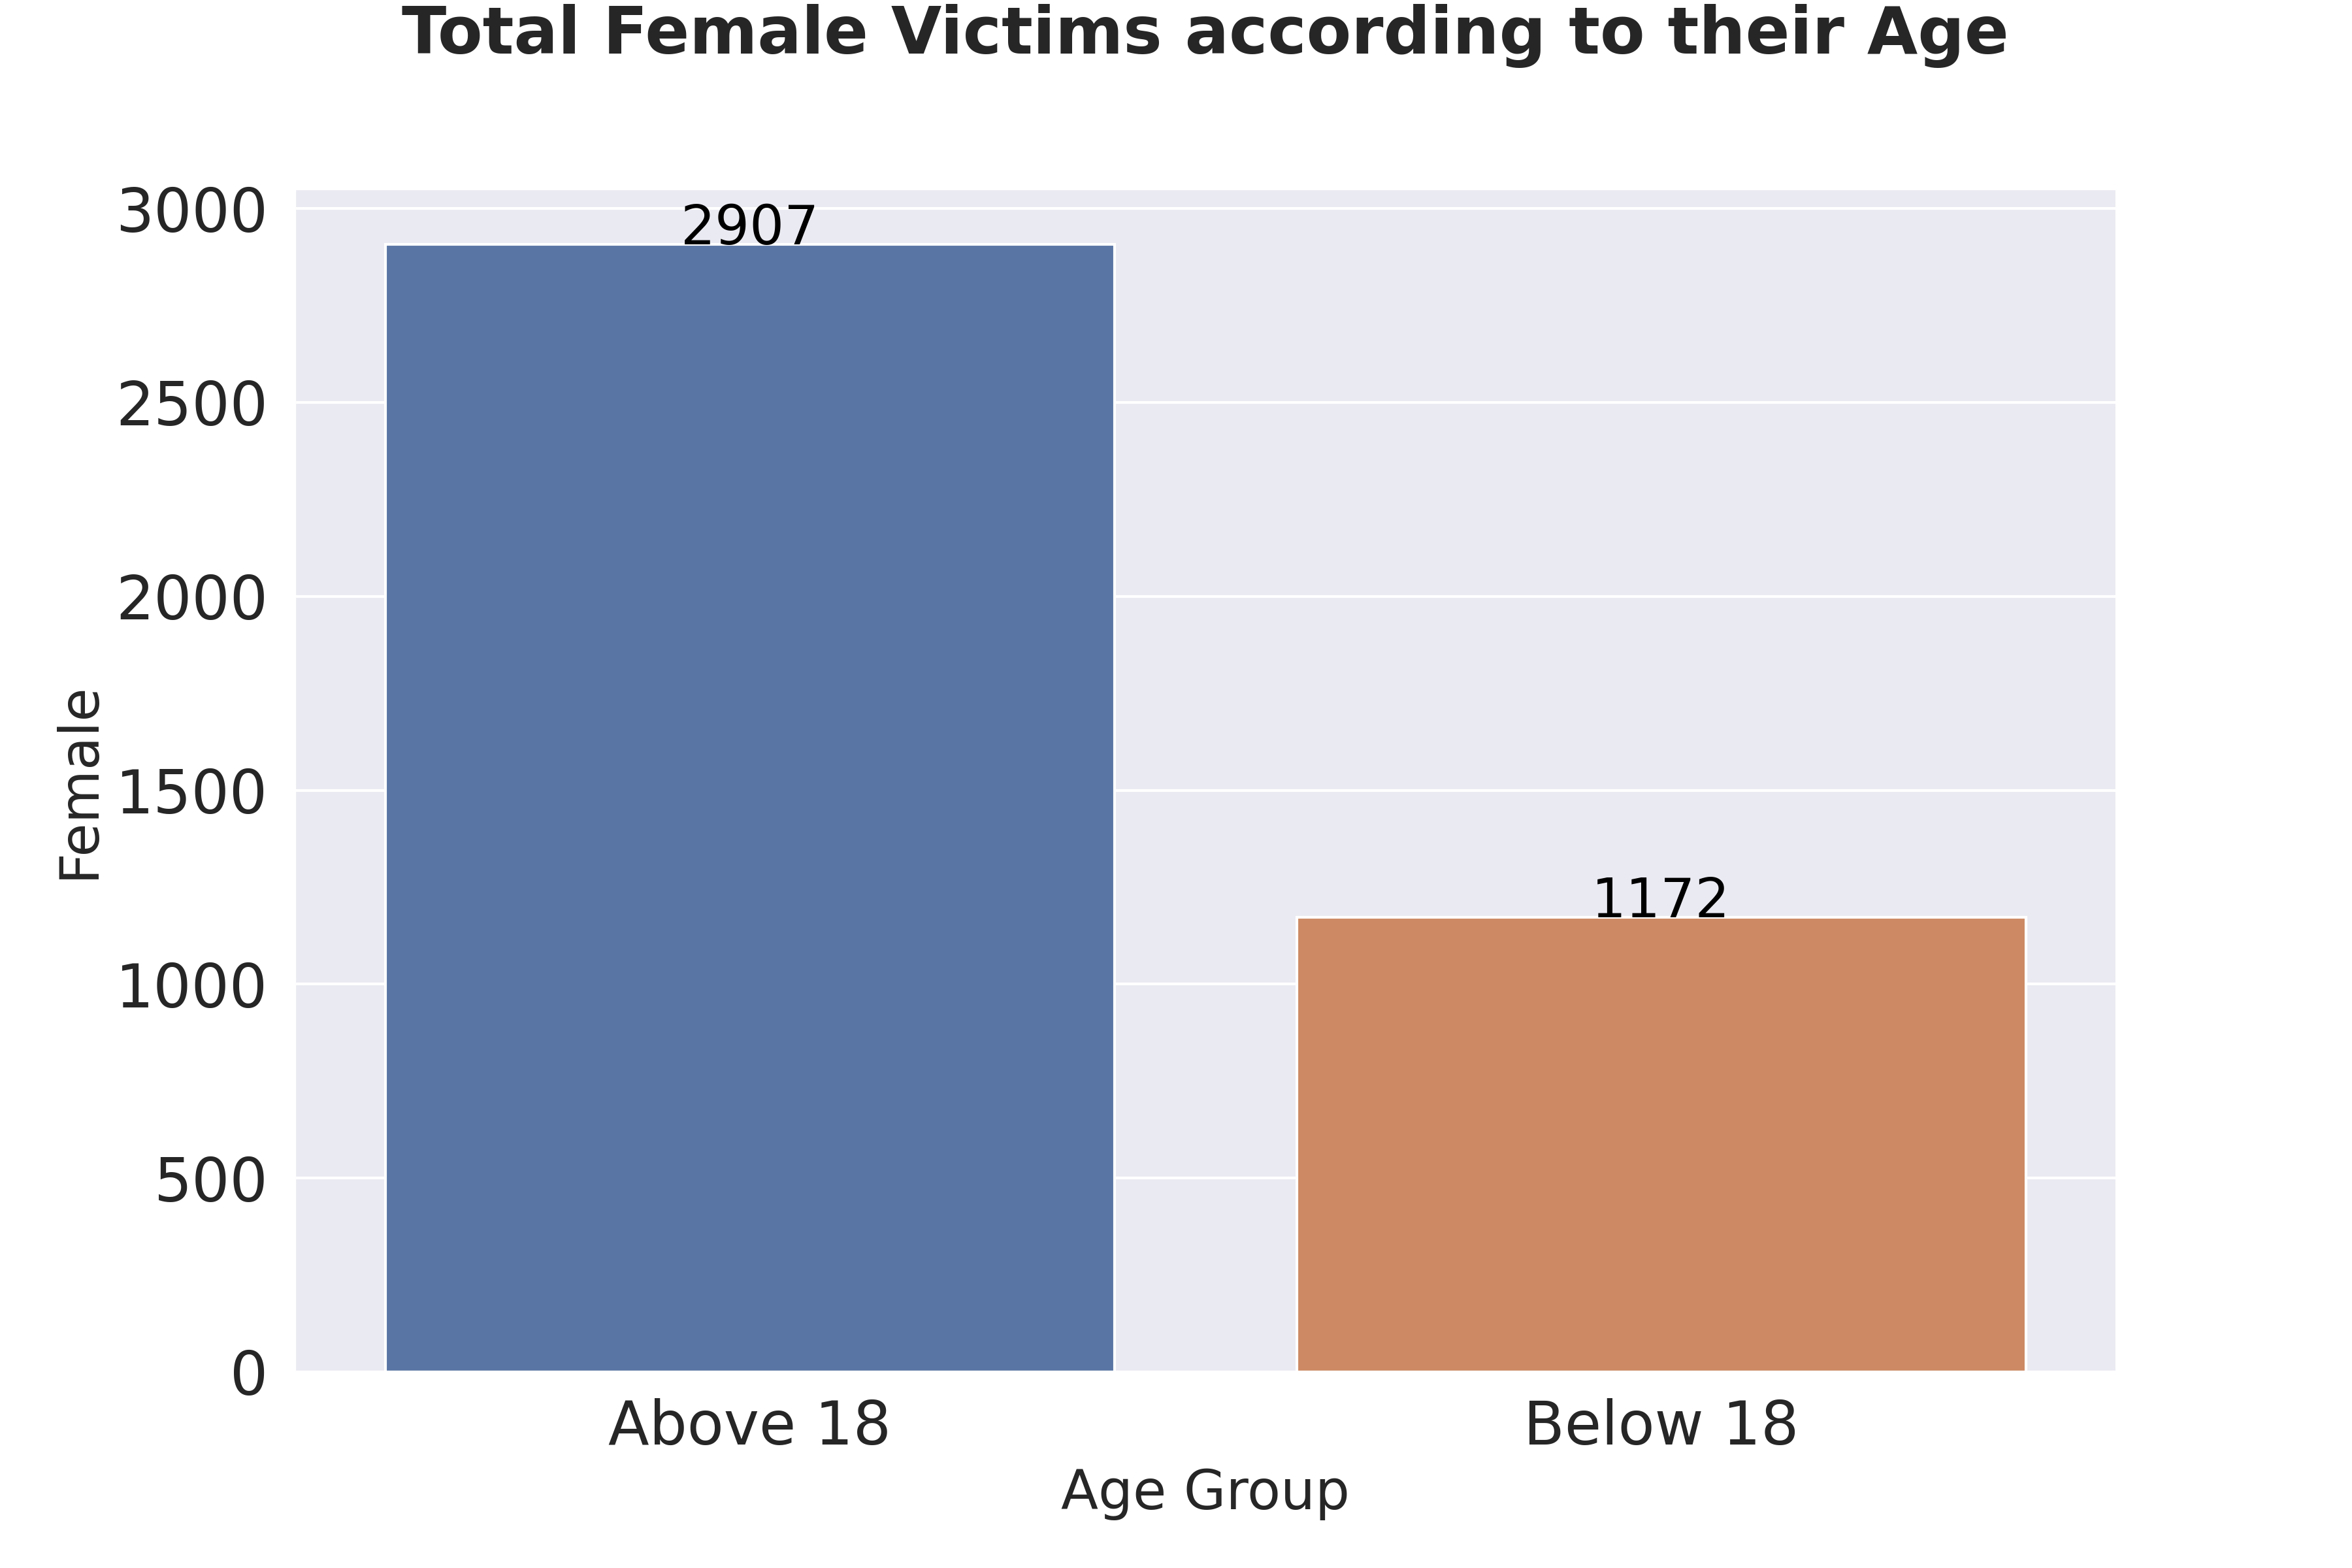 Total Female Victims according to their Age
3000
2907
2500
2000
1500
1172
1000
500
0
Female
Above 18
Below 18
Age Group